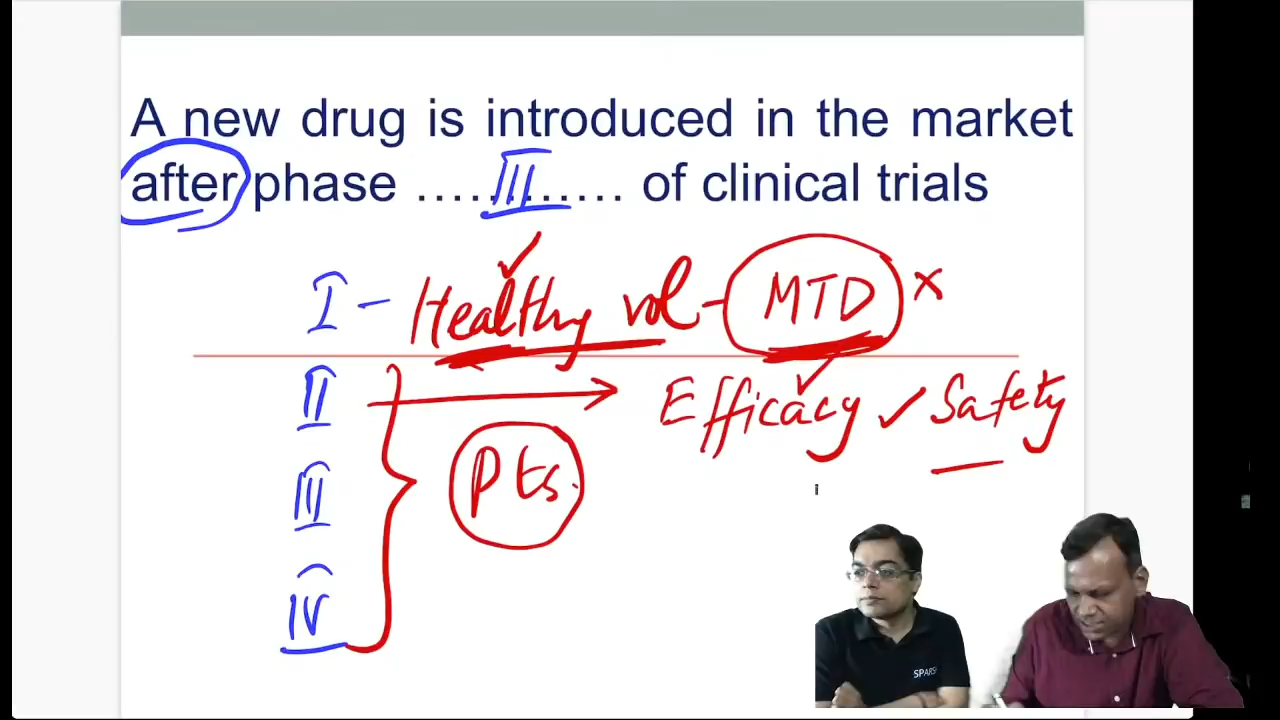 A new drug is introduced in the market
after phase ......III...... of clinical trials
I - Healthy vol - MTD ×
II → Efficacy ✓ Safety
Pts.
III
IV
SPARSH